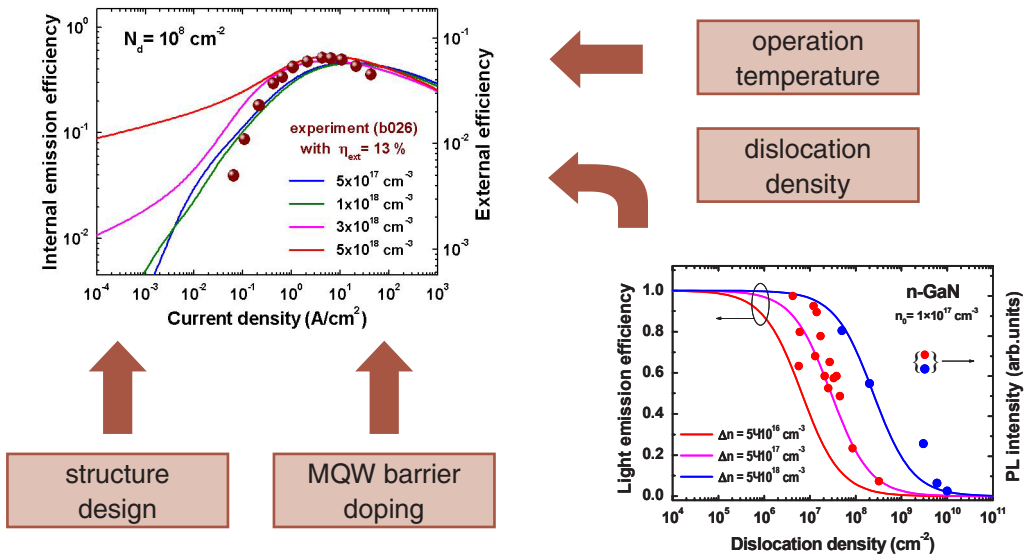 N_d = 10^8 cm^-2
Internal emission efficiency
10^0
10^-1
10^-2
External efficiency
10^-1
10^-2
10^-3
experiment (b026)
with η_ext = 13 %
5x10^17 cm^-3
1x10^18 cm^-3
3x10^18 cm^-3
5x10^18 cm^-3
10^-4 10^-3 10^-2 10^-1 10^0 10^1 10^2 10^3
Current density (A/cm^2)
operation
temperature
dislocation
density
structure
design
MQW barrier
doping
Light emission efficiency
1.0
0.8
0.6
0.4
0.2
0.0
n-GaN
n_0 = 1×10^17 cm^-3
{ }
Δn = 5Ч10^16 cm^-3
Δn = 5Ч10^17 cm^-3
Δn = 5Ч10^18 cm^-3
PL intensity (arb.units)
10^4 10^5 10^6 10^7 10^8 10^9 10^10 10^11
Dislocation density (cm^-2)